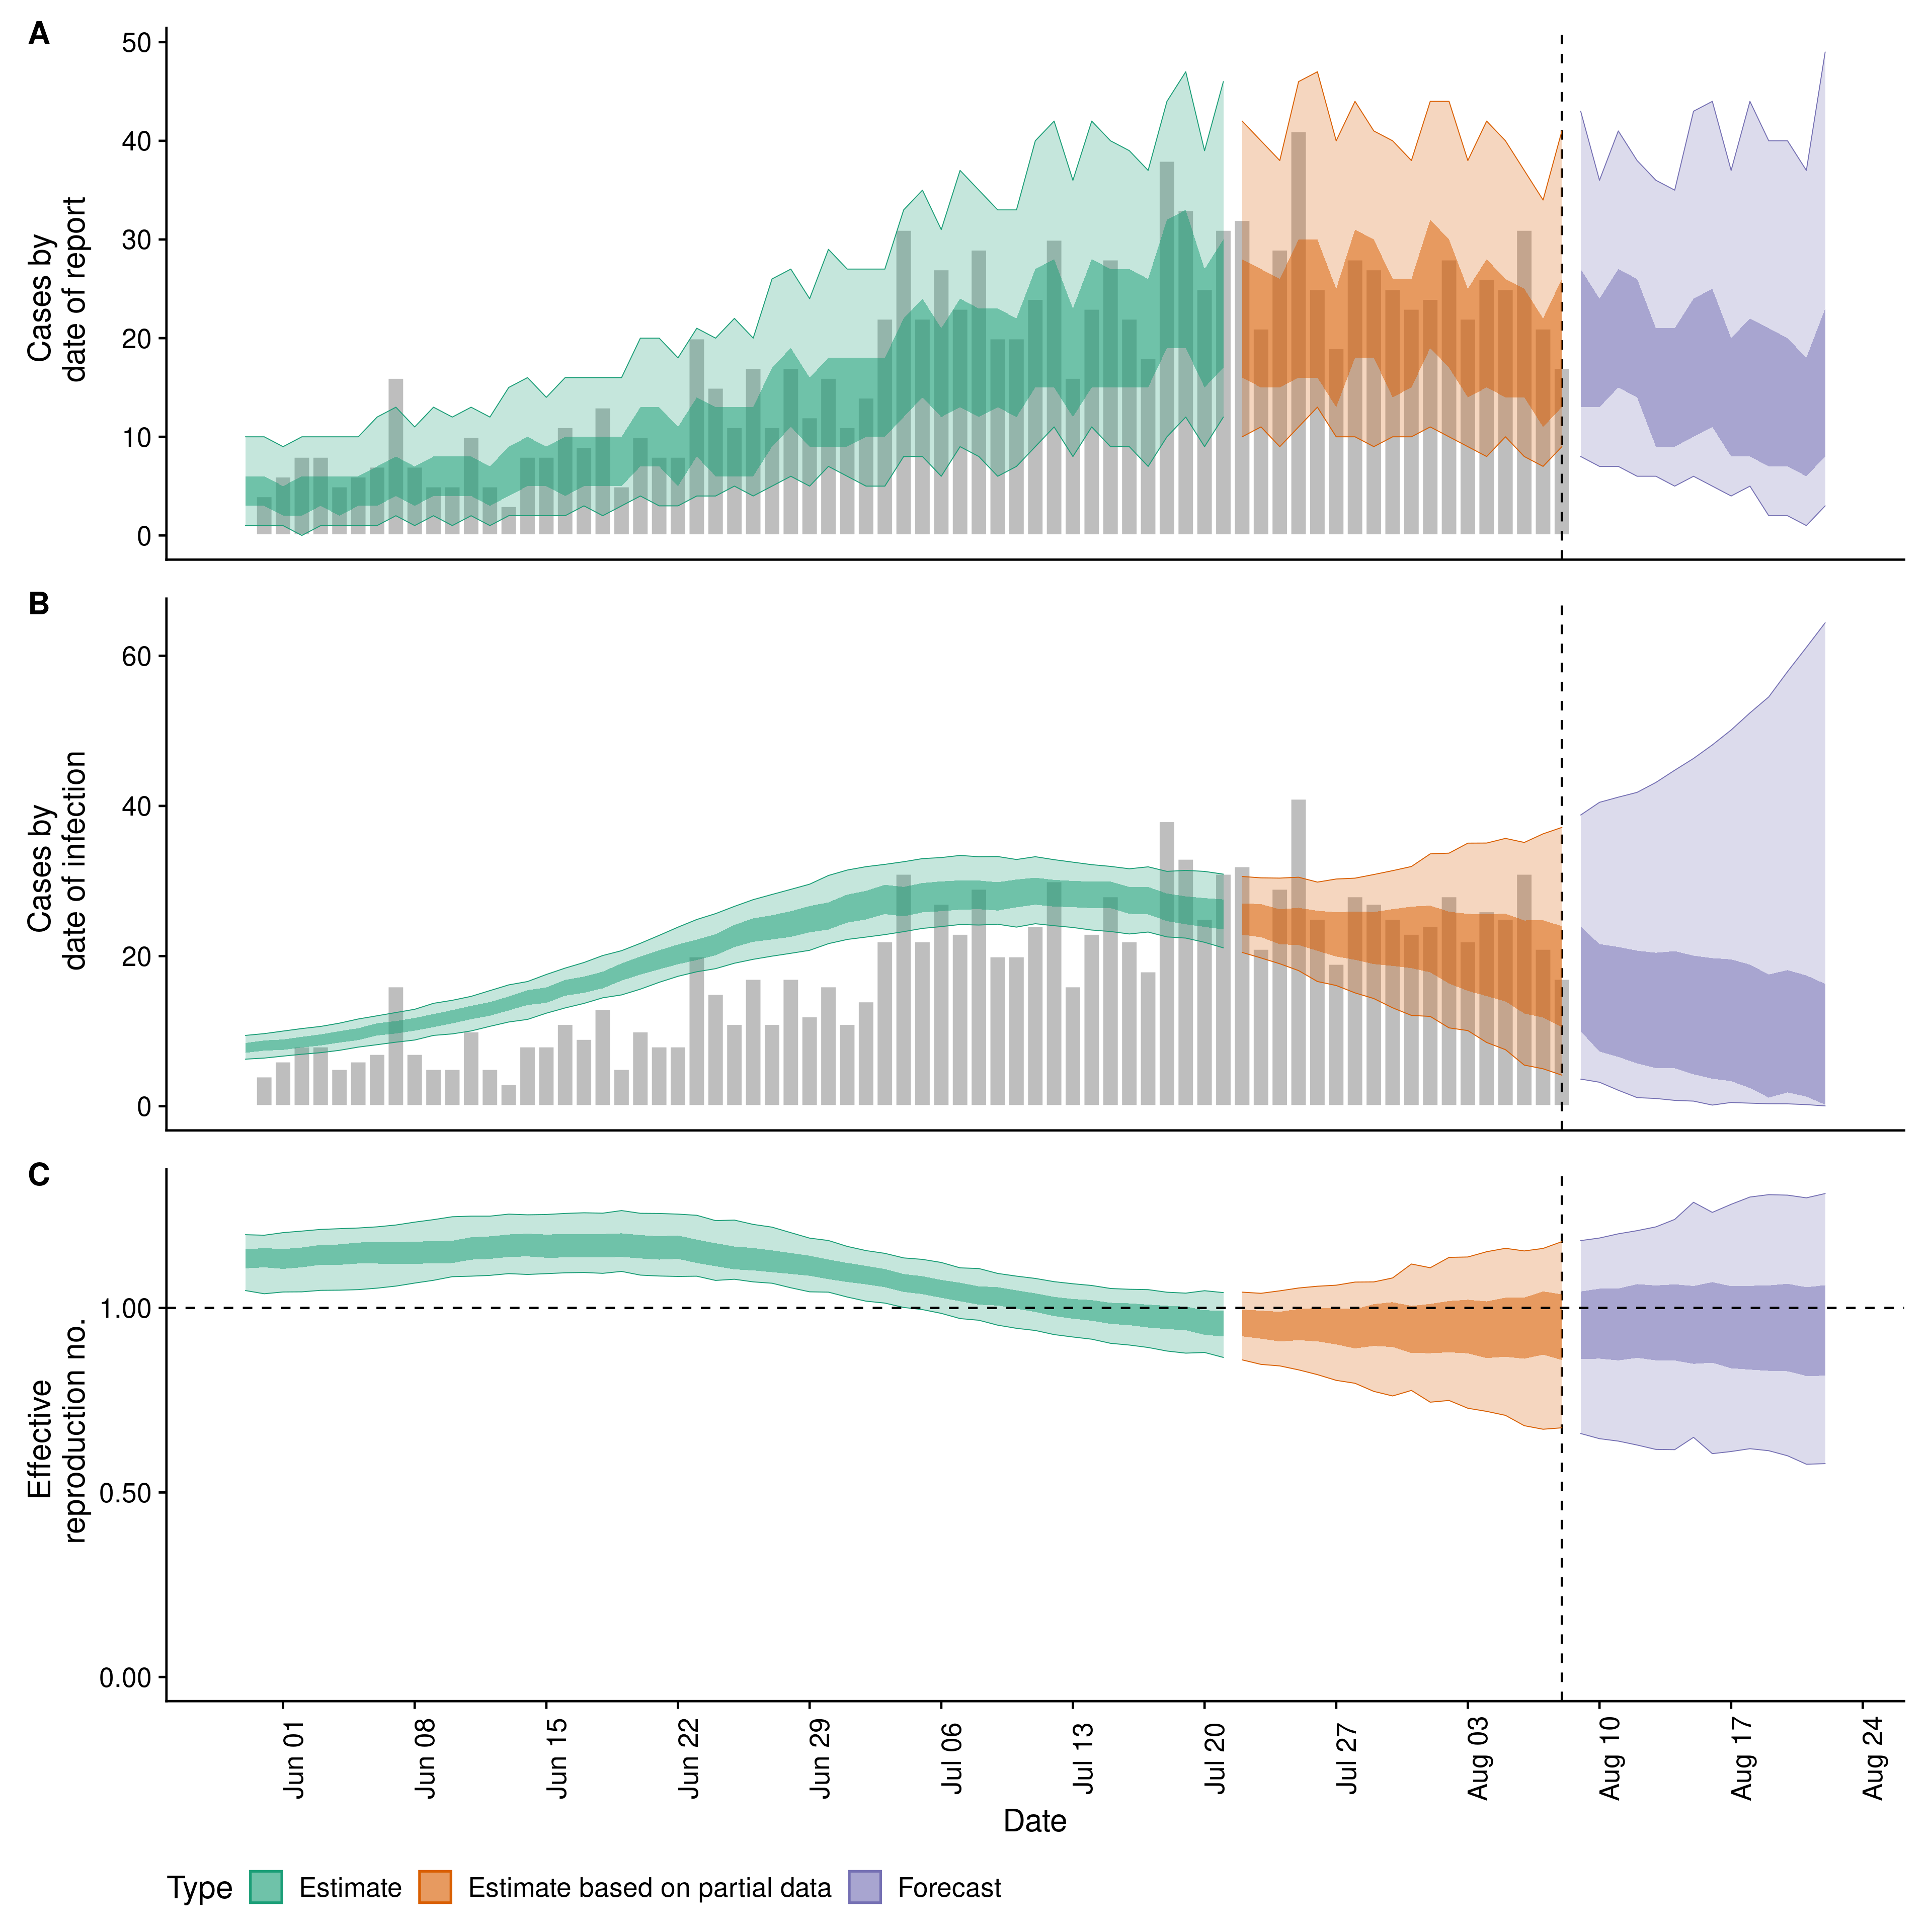 A
50
40
30
20
10
0
Cases by
date of report
B
60
40
20
0
Cases by
date of infection
C
1.00
0.50
0.00
Effective
reproduction no.
Jun 01
Jun 08
Jun 15
Jun 22
Jun 29
Jul 06
Jul 13
Jul 20
Jul 27
Aug 03
Aug 10
Aug 17
Aug 24
Date
Type Estimate Estimate based on partial data Forecast